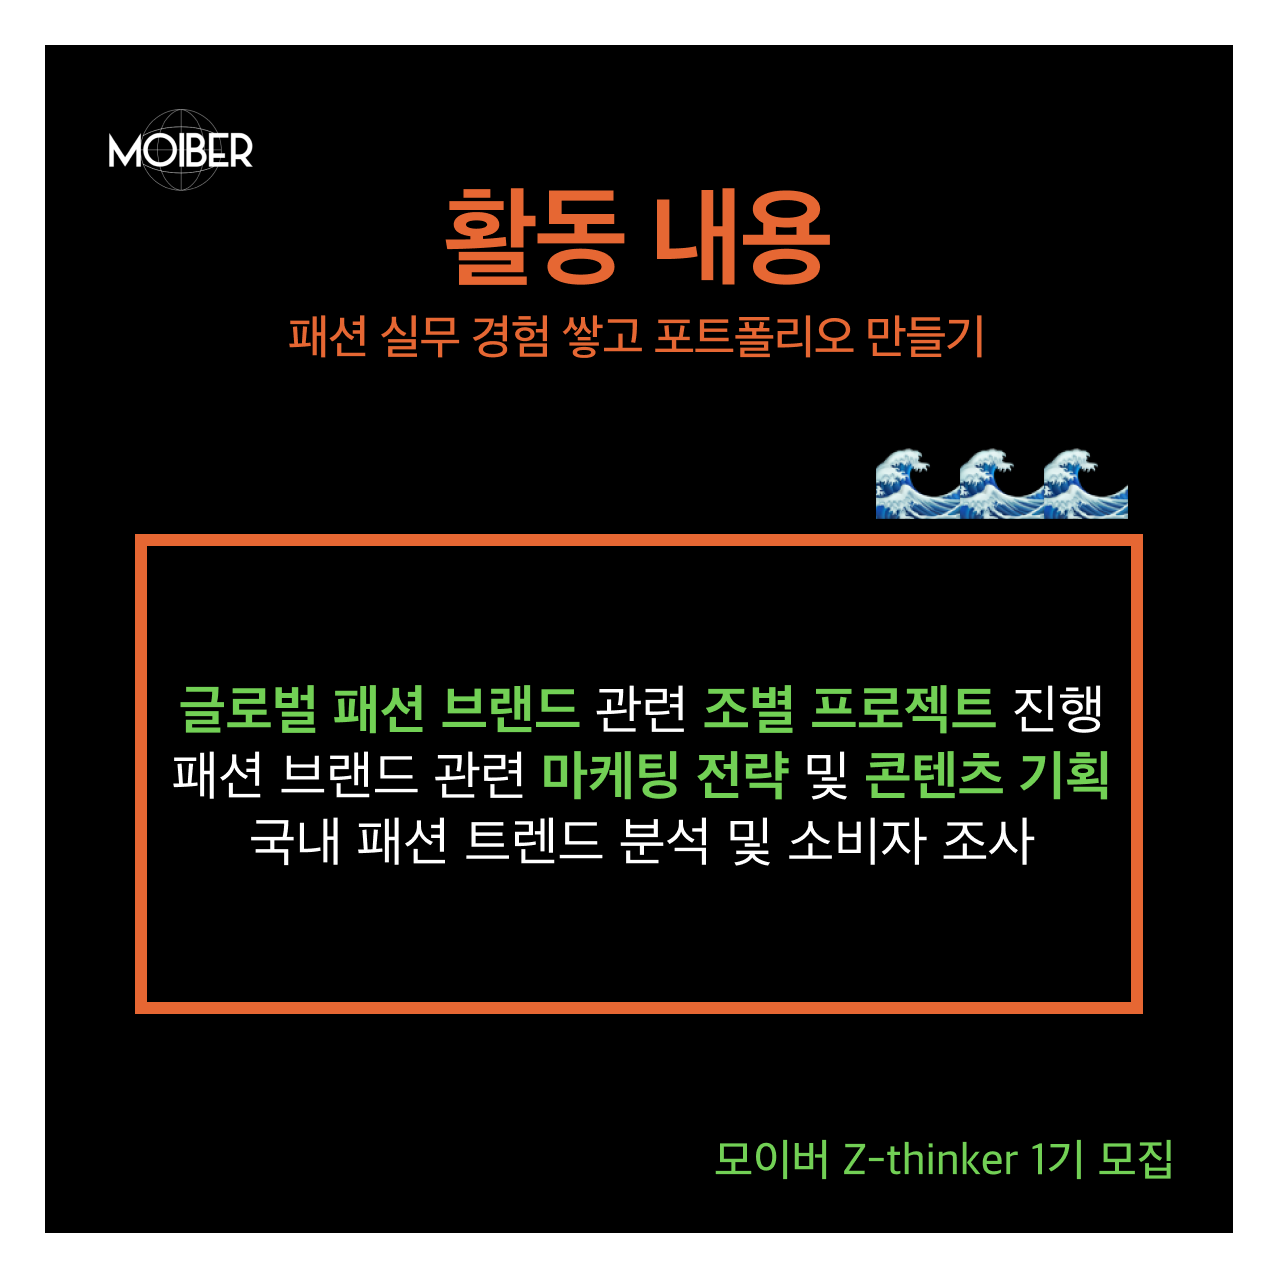 MOIBER
활동 내용
패션 실무 경험 쌓고 포트폴리오 만들기
글로벌 패션 브랜드 관련 조별 프로젝트 진행
패션 브랜드 관련 마케팅 전략 및 콘텐츠 기획
국내 패션 트렌드 분석 및 소비자 조사
모이버 Z-thinker 1기 모집